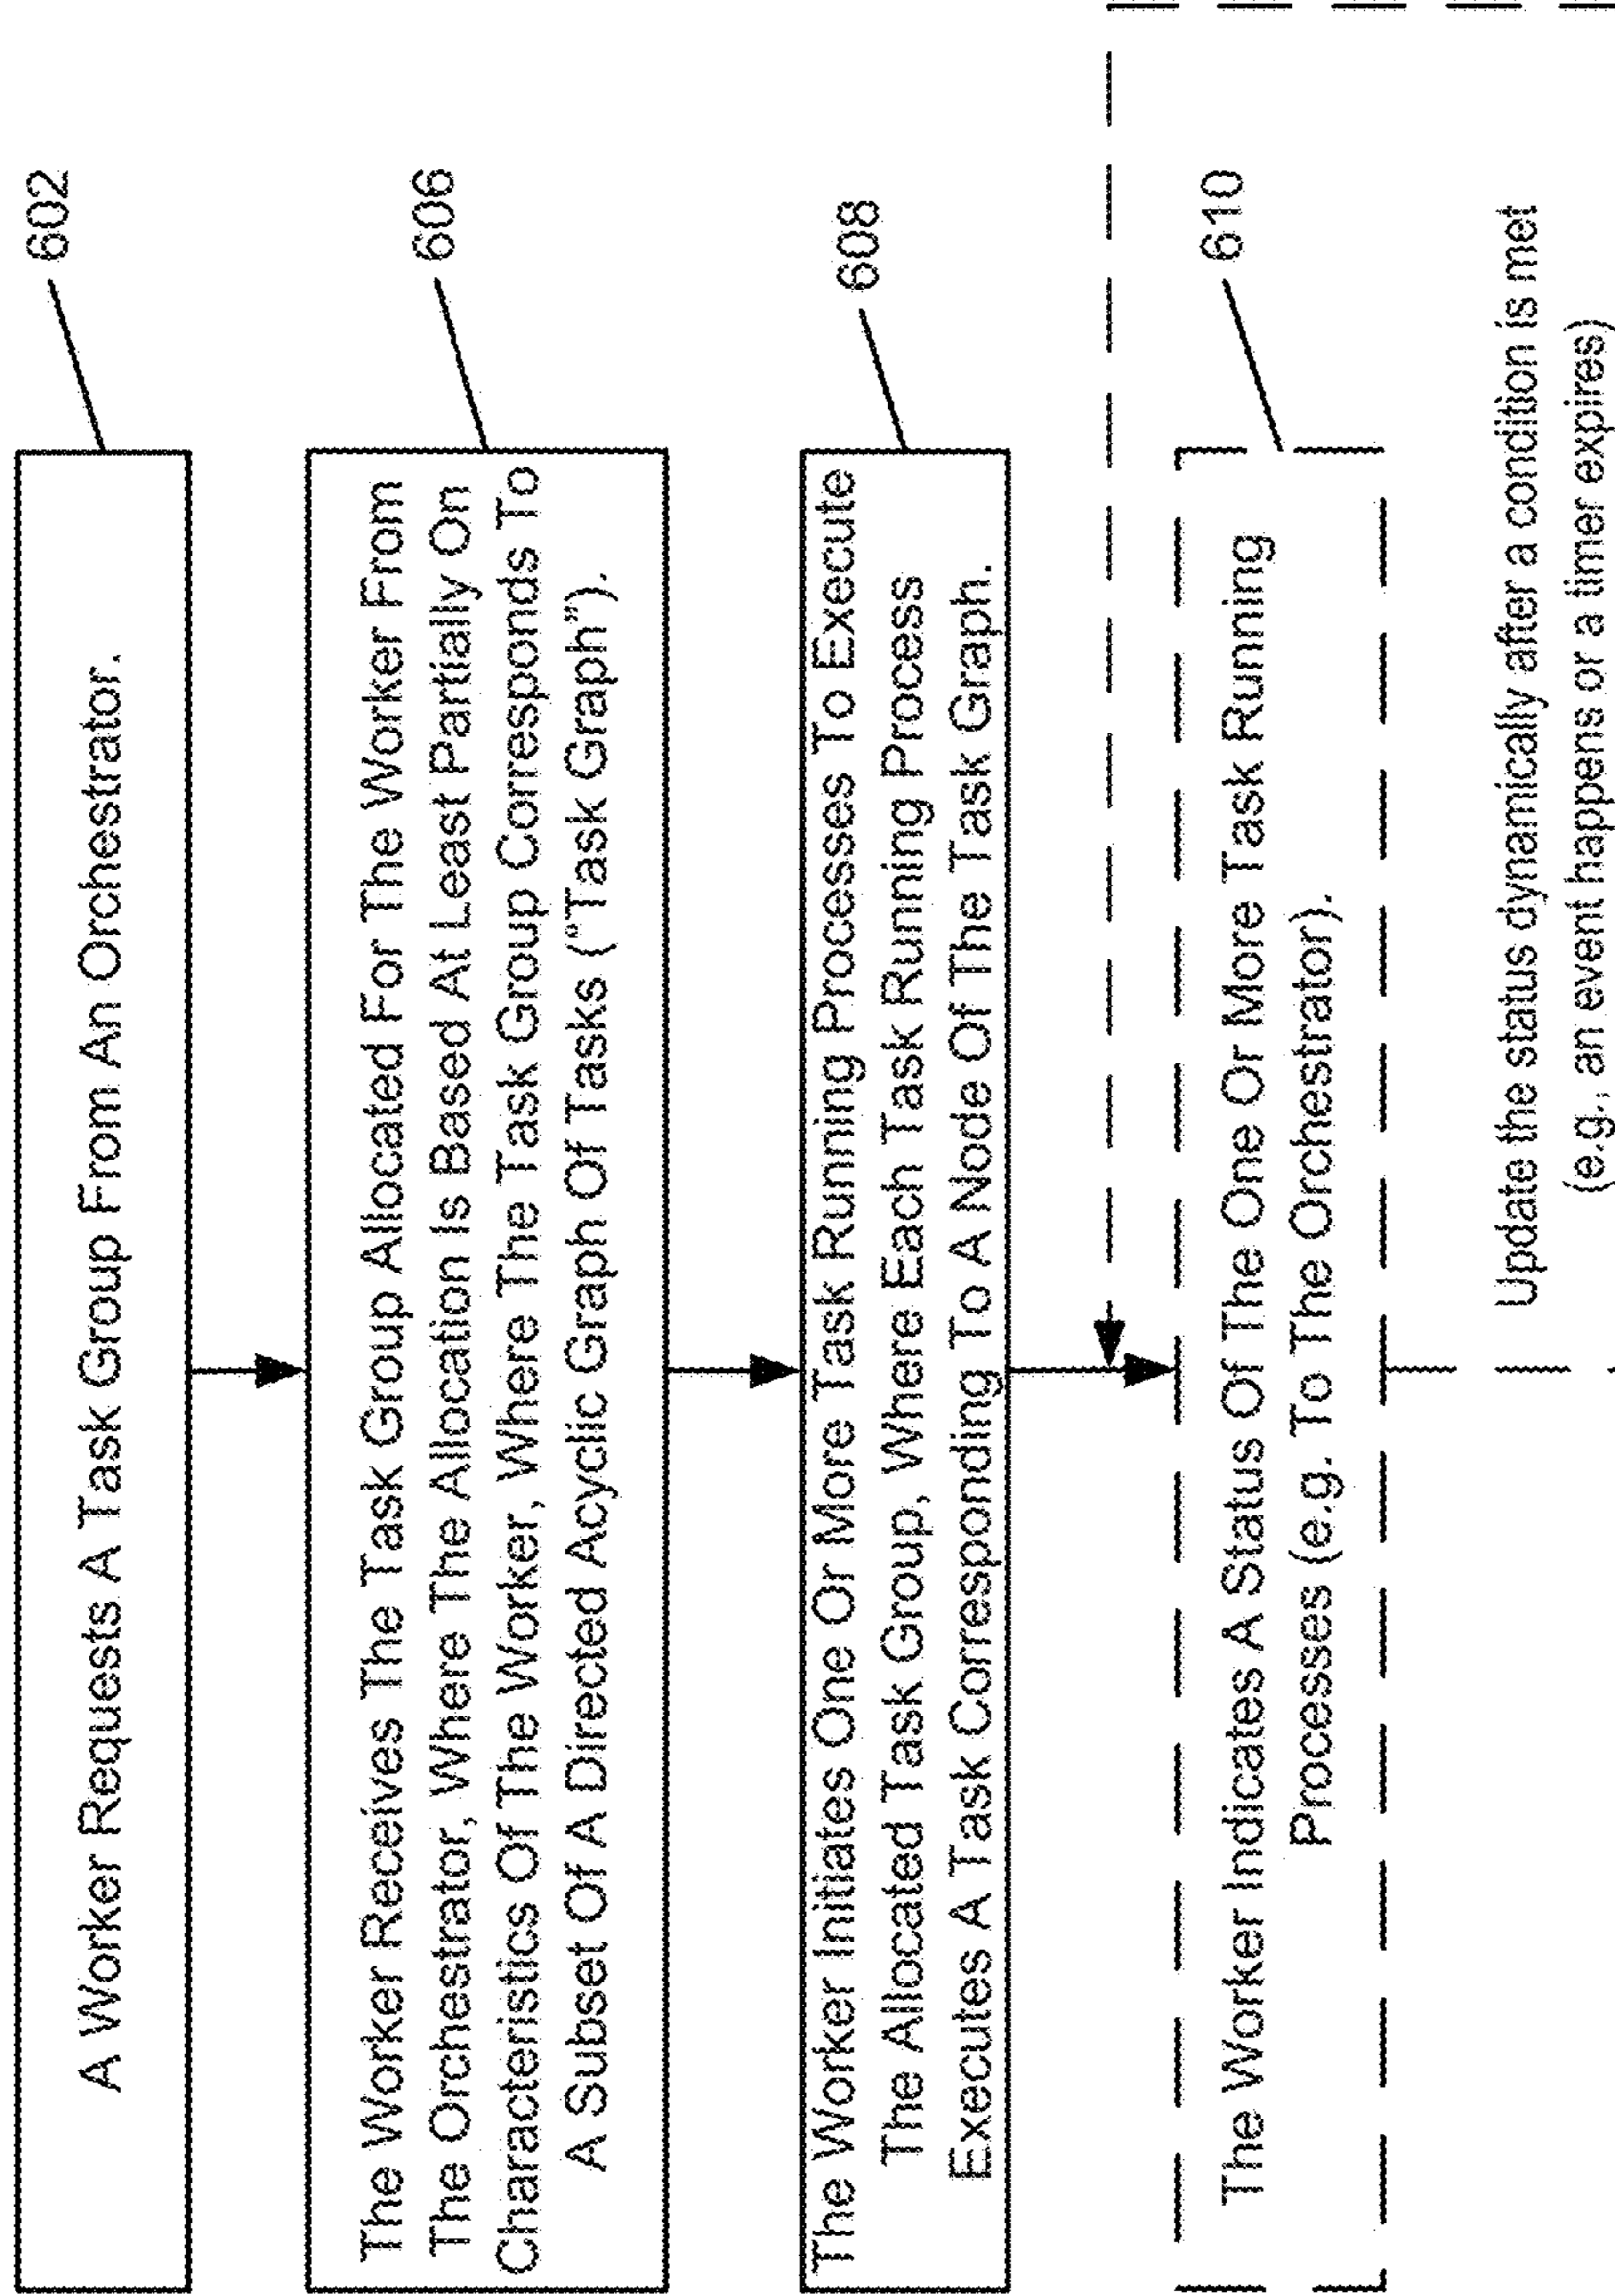 A Worker Requests A Task Group From An Orchestrator.
602
The Worker Receives The Task Group Allocated For The Worker From
The Orchestrator, Where The Allocation Is Based At Least Partially On
Characteristics Of The Worker, Where The Task Group Corresponds To
A Subset Of A Directed Acyclic Graph Of Tasks (“Task Graph”).
606
The Worker Initiates One Or More Task Running Processes To Execute
The Allocated Task Group, Where Each Task Running Process
Executes A Task Corresponding To A Node Of The Task Graph.
608
The Worker Indicates A Status Of The One Or More Task Running
Processes (e.g. To The Orchestrator).
610
Update the status dynamically after a condition is met
(e.g., an event happens or a timer expires)